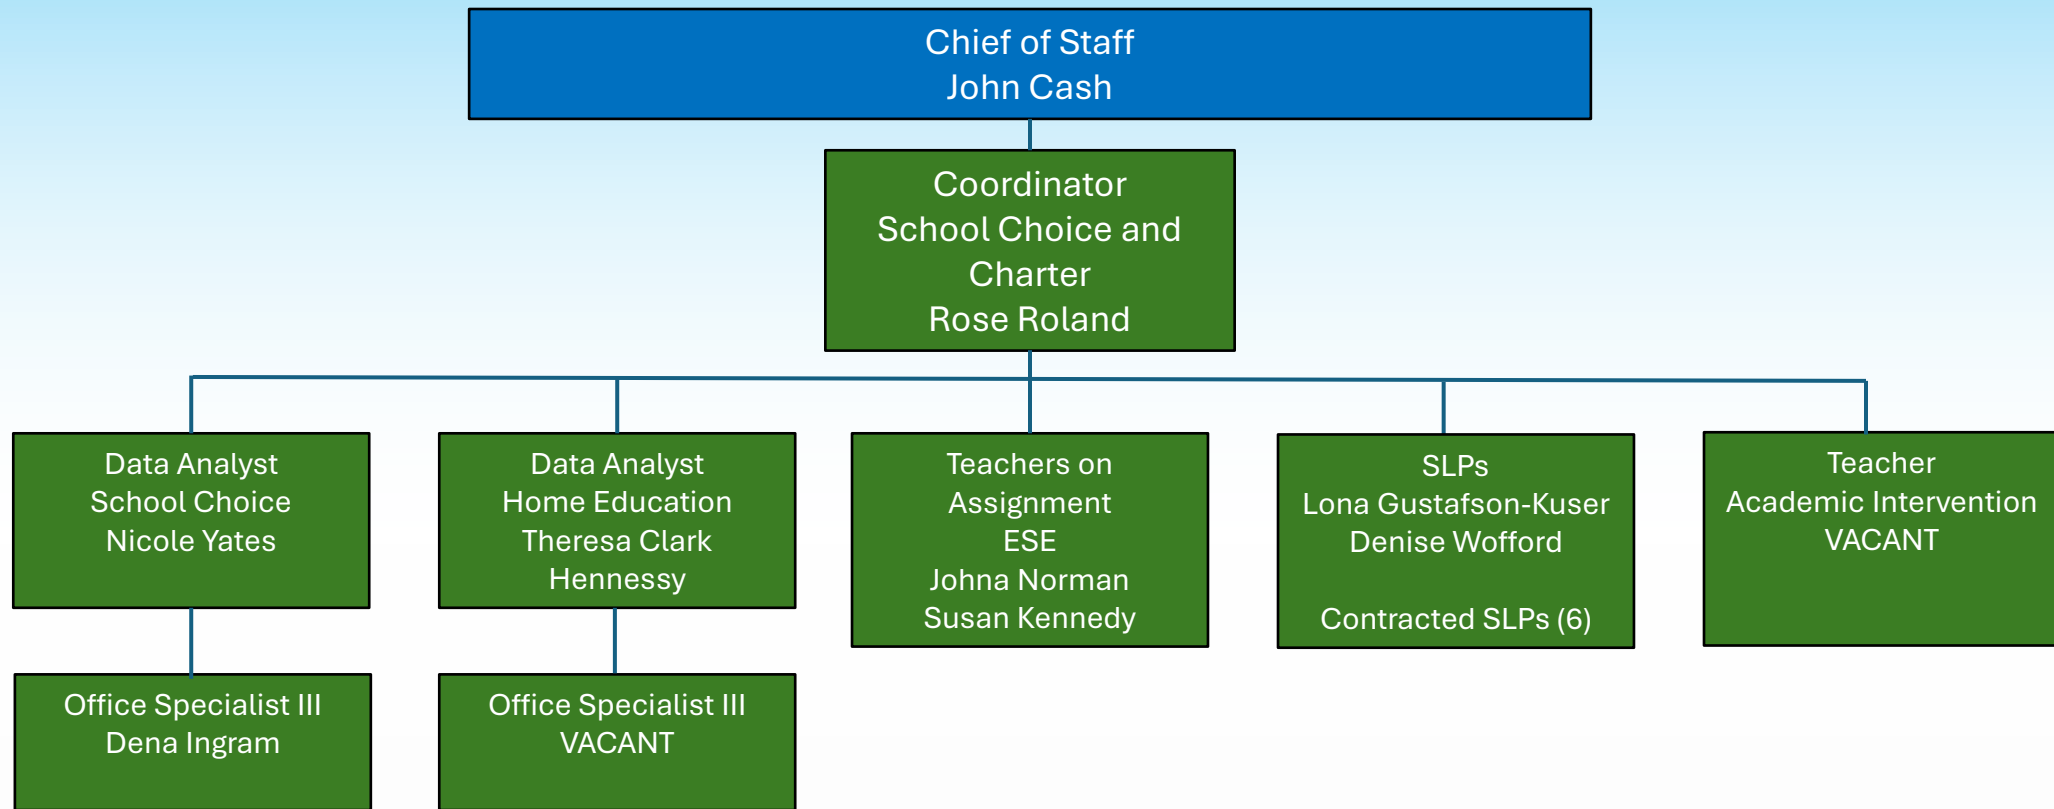 Chief of Staff
John Cash
Coordinator
School Choice and
Charter
Rose Roland
Data Analyst
School Choice
Nicole Yates
Data Analyst
Home Education
Theresa Clark
Hennessy
Teachers on
Assignment
ESE
Johna Norman
Susan Kennedy
SLPs
Lona Gustafson-Kuser
Denise Wofford
Contracted SLPs (6)
Teacher
Academic Intervention
VACANT
Office Specialist III
Dena Ingram
Office Specialist III
VACANT